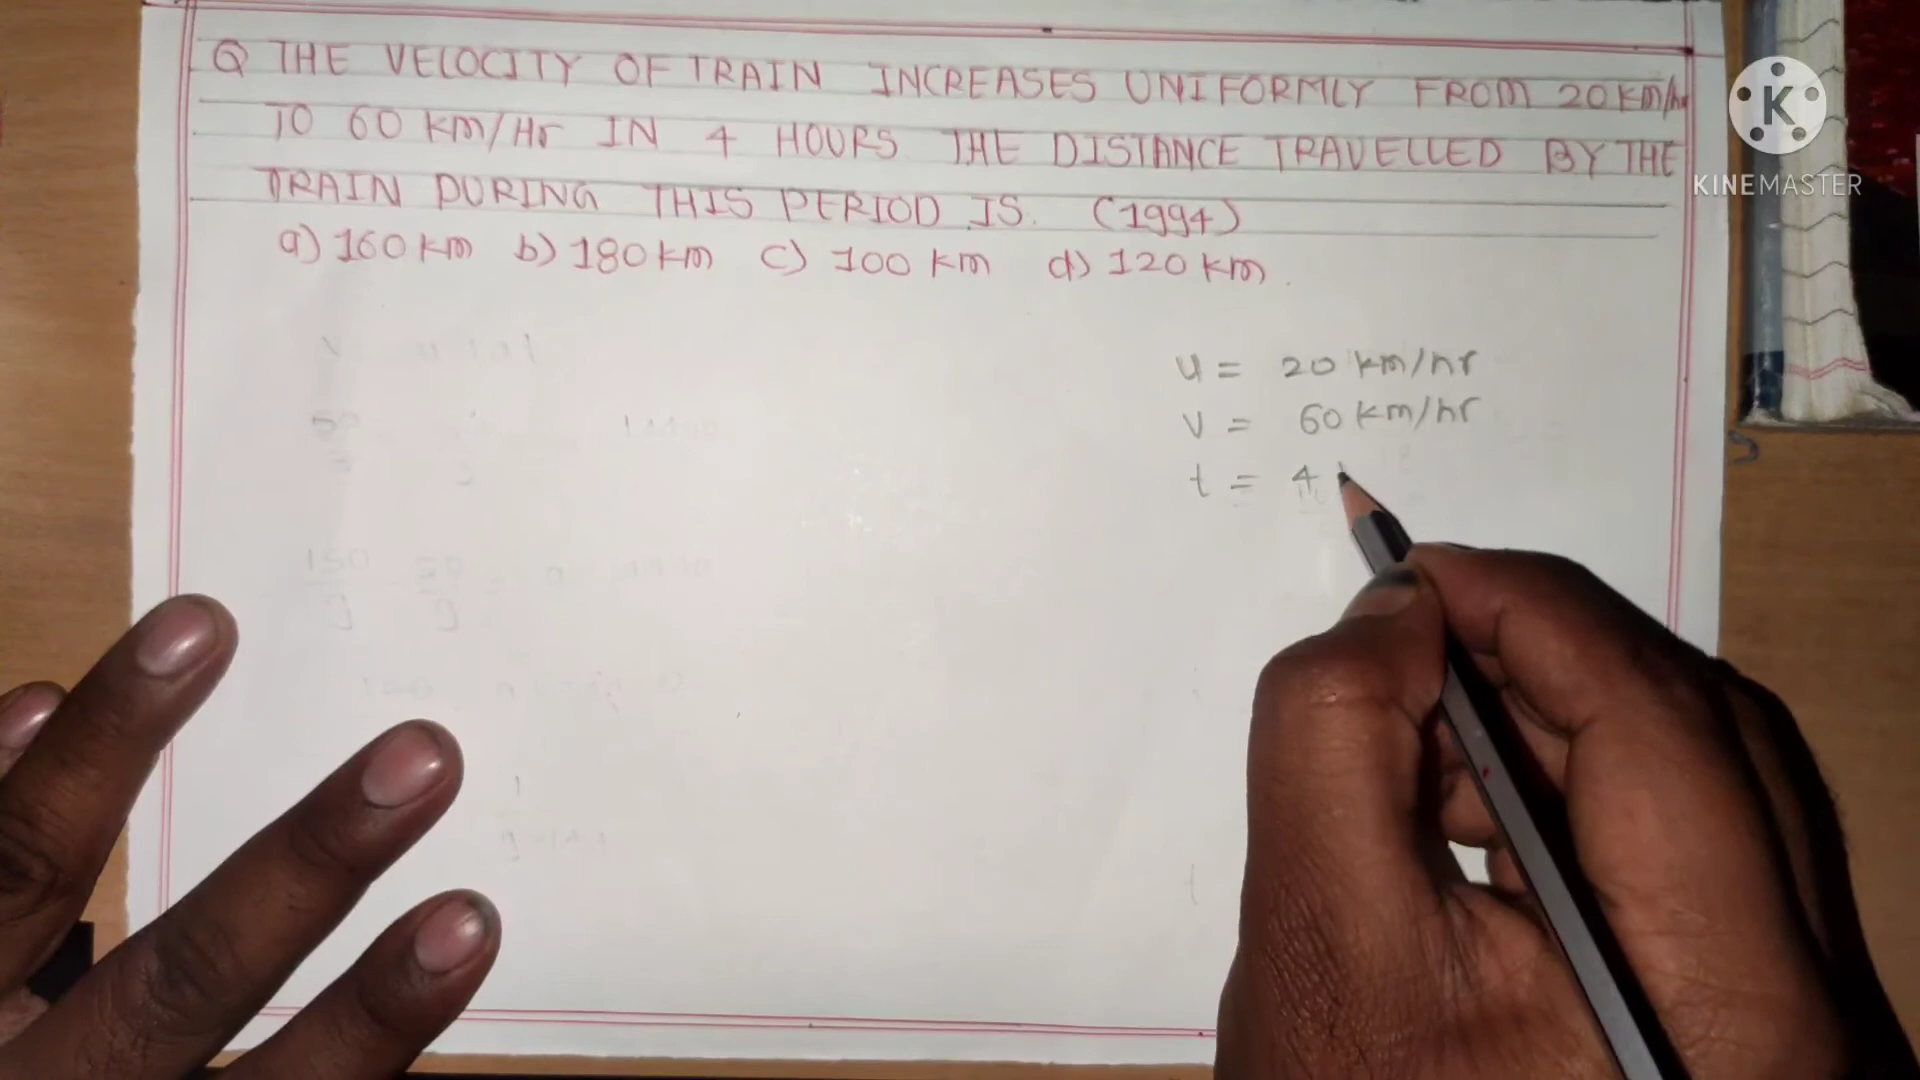 Q THE VELOCITY OF TRAIN INCREASES UNIFORMLY FROM 20 KM/hr
TO 60 KM/Hr IN 4 HOURS THE DISTANCE TRAVELLED BY THE
TRAIN DURING THIS PERIOD IS. (1994)
a) 160 km b) 180 km c) 100 km d) 120 km.
u = 20 km/hr
v = 60 km/hr
t = 4
K
KINEMASTER